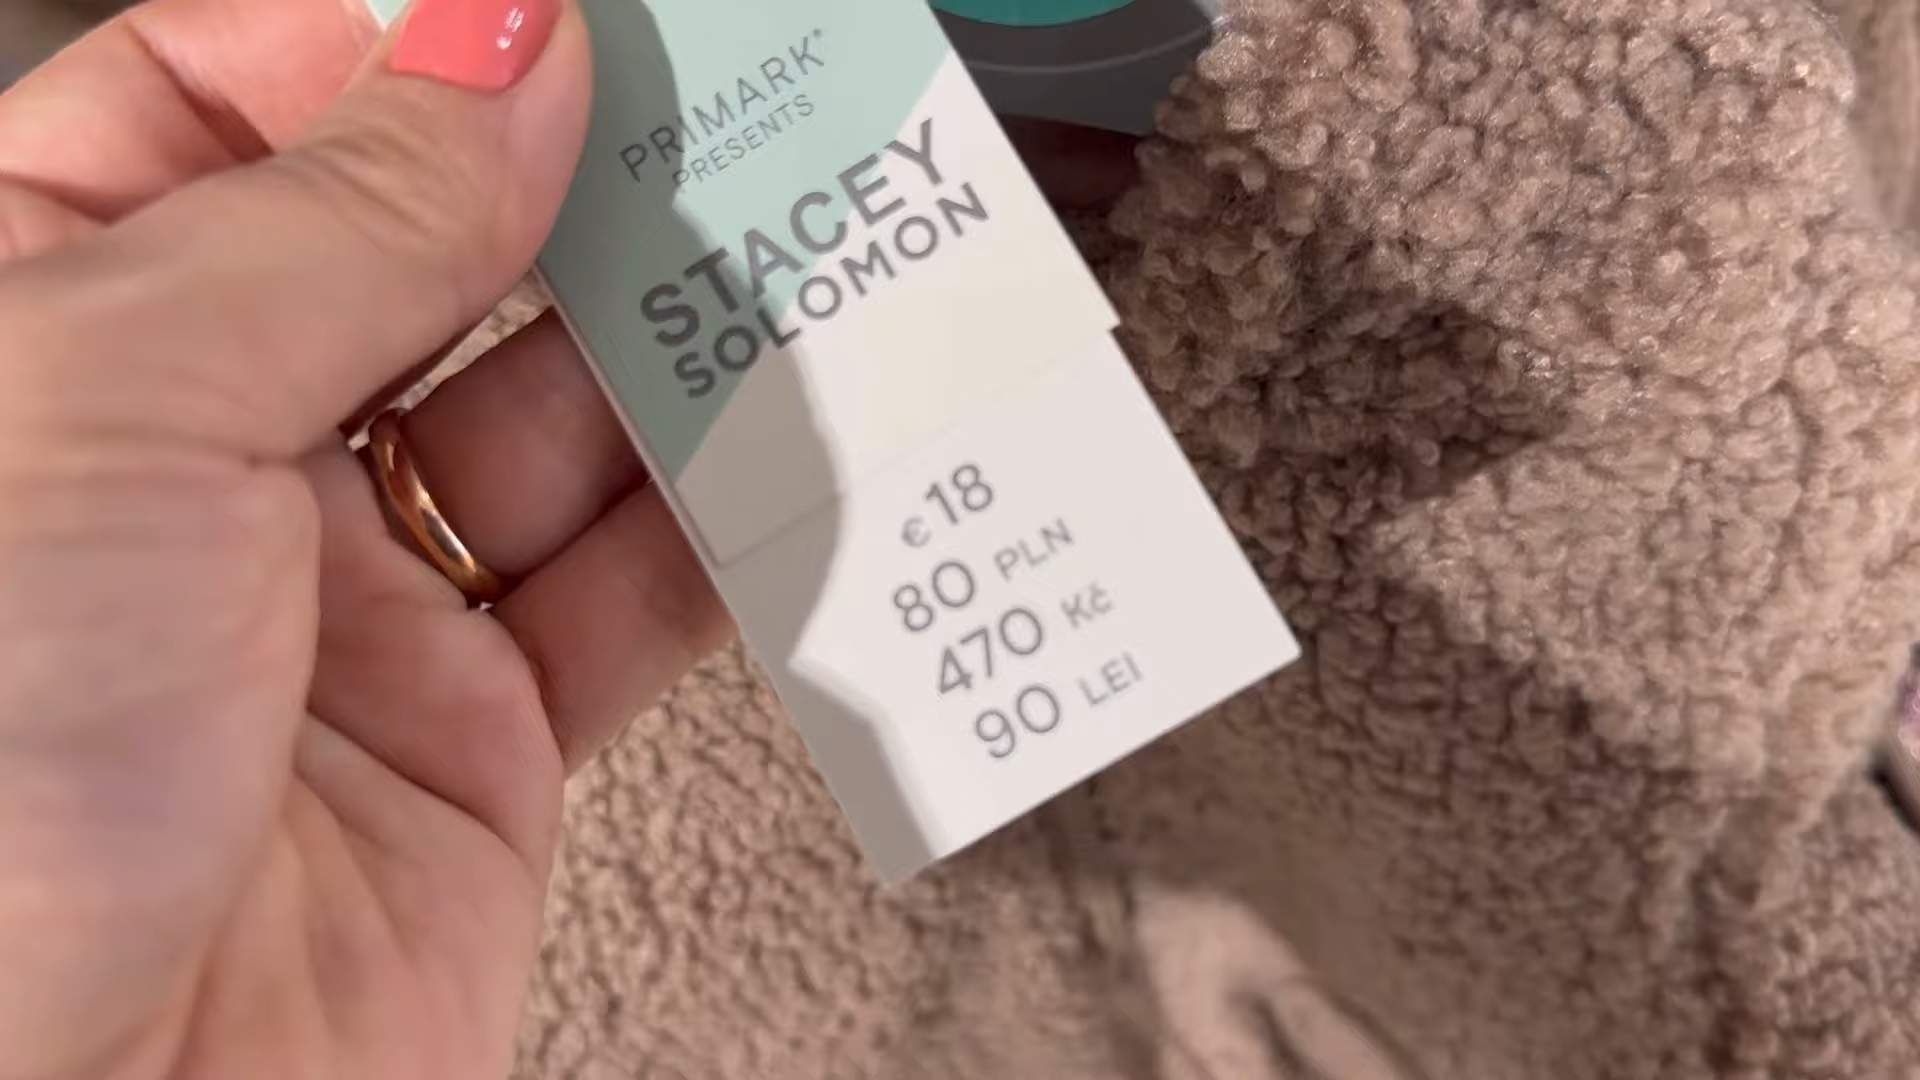 PRIMARK®
PRESENTS
STACEY
SOLOMON
€18
80 PLN
470 Kč
90 LEI